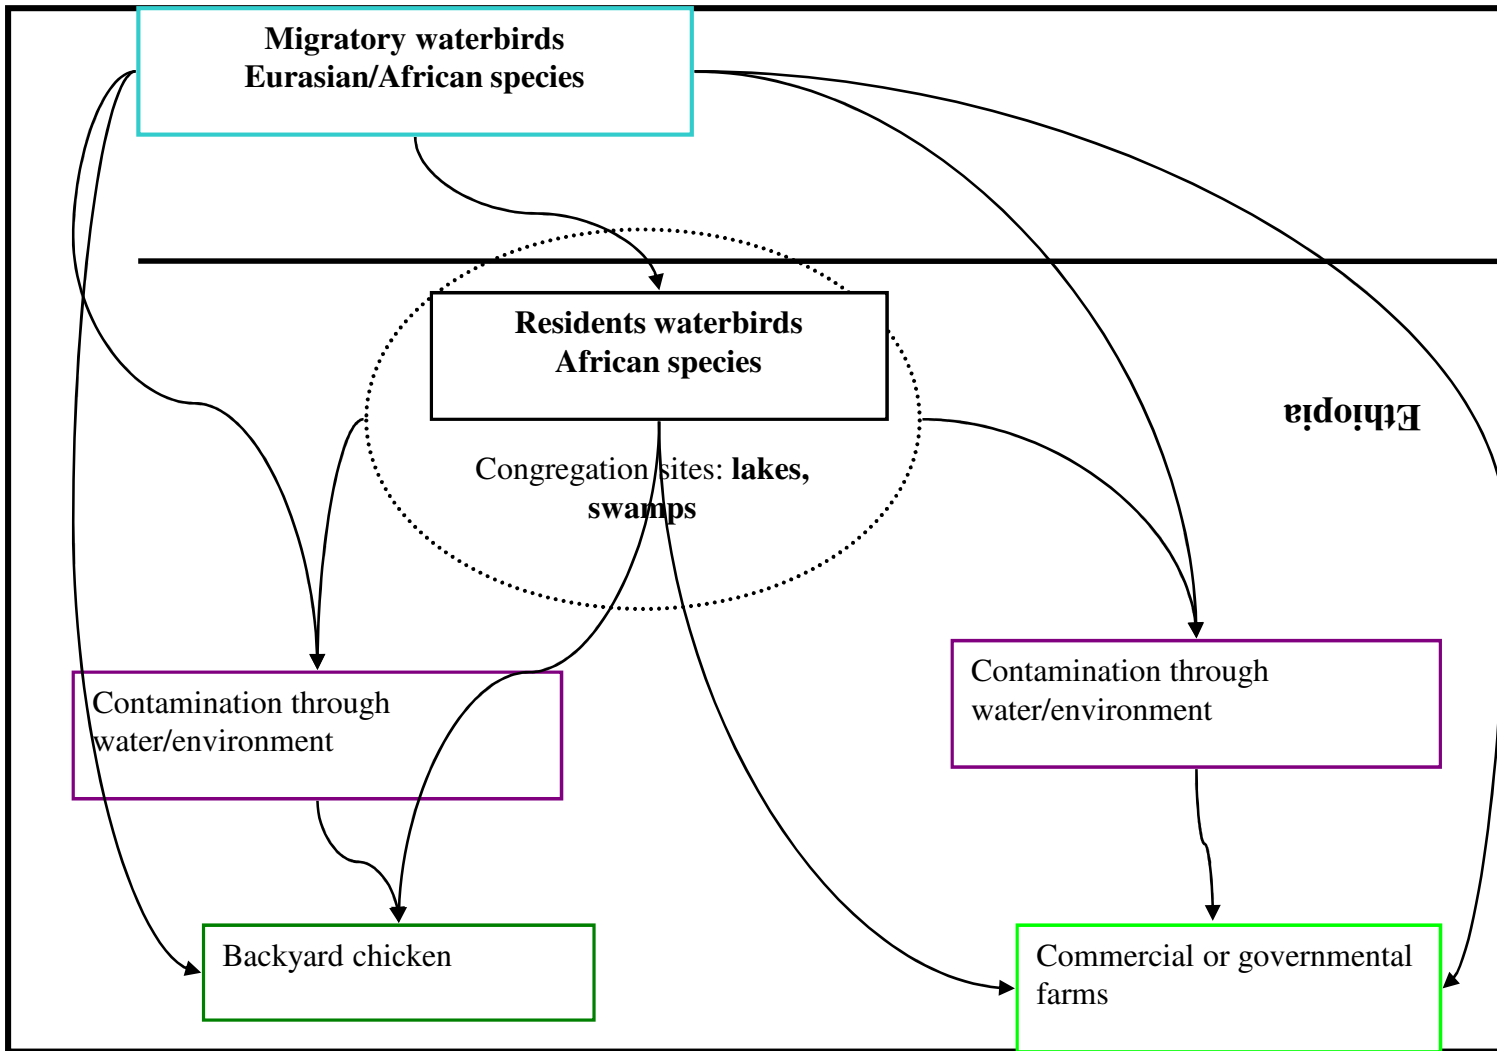 Migratory waterbirds
Eurasian/African species
Residents waterbirds
African species
Ethiopia
Congregation sites: lakes,
swamps
Contamination through
water/environment
Contamination through
water/environment
Backyard chicken
Commercial or governmental
farms